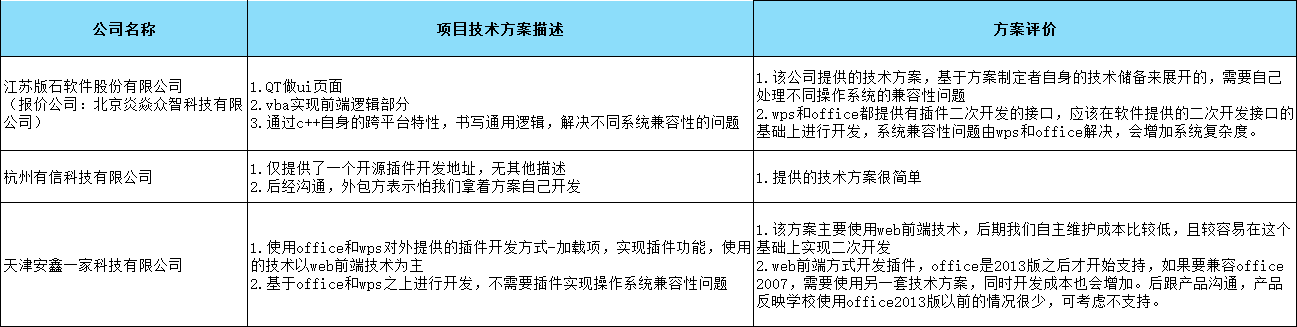 公司名称
项目技术方案描述
方案评价
江苏版石软件股份有限公司
（报价公司：北京炎焱众智科技有限
公司）
1.QT做ui页面
2.vba实现前端逻辑部分
3.通过c++自身的跨平台特性，书写通用逻辑，解决不同系统兼容性的问题
1.该公司提供的技术方案，基于方案制定者自身的技术储备来展开的，需要自己
处理不同操作系统的兼容性问题
2.wps和office都提供有插件二次开发的接口，应该在软件提供的二次开发接口的
基础上进行开发，系统兼容性问题由wps和office解决，会增加系统复杂度。
杭州有信科技有限公司
1.仅提供了一个开源插件开发地址，无其他描述
2.后经沟通，外包方表示怕我们拿着方案自己开发
1.提供的技术方案很简单
天津安鑫一家科技有限公司
1.使用office和wps对外提供的插件开发方式-加载项，实现插件功能，使用
的技术以web前端技术为主
2.基于office和wps之上进行开发，不需要插件实现操作系统兼容性问题
1.该方案主要使用web前端技术，后期我们自主维护成本比较低，且较容易在这个
基础上实现二次开发
2.web前端方式开发插件，office是2013版之后才开始支持，如果要兼容office
2007，需要使用另一套技术方案，同时开发成本也会增加。后跟产品沟通，产品
反映学校使用office2013版以前的情况很少，可考虑不支持。